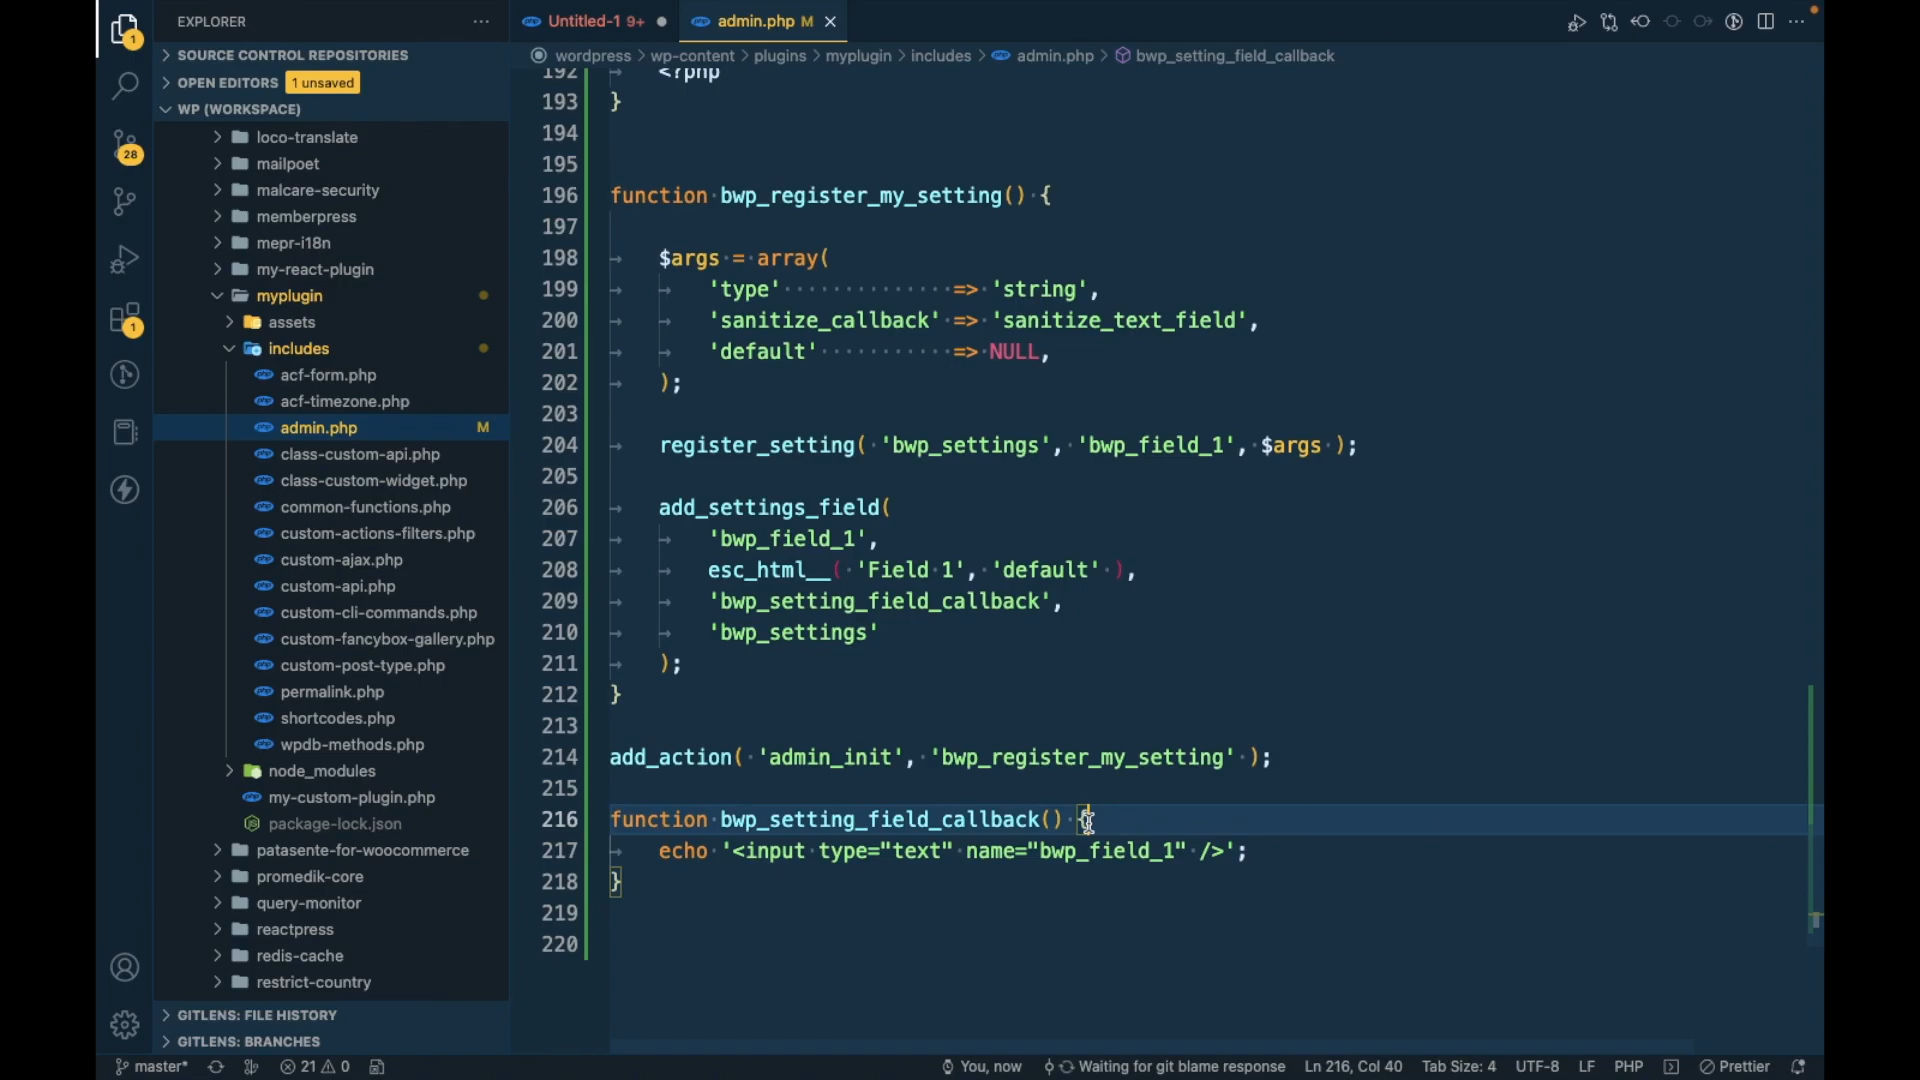 EXPLORER
SOURCE CONTROL REPOSITORIES
OPEN EDITORS 1 unsaved
WP (WORKSPACE)
loco-translate
mailpoet
malcare-security
memberpress
mepr-i18n
my-react-plugin
myplugin
assets
includes
acf-form.php
acf-timezone.php
admin.php M
class-custom-api.php
class-custom-widget.php
common-functions.php
custom-actions-filters.php
custom-ajax.php
custom-api.php
custom-cli-commands.php
custom-fancybox-gallery.php
custom-post-type.php
permalink.php
shortcodes.php
wpdb-methods.php
node_modules
my-custom-plugin.php
package-lock.json
patasente-for-woocommerce
promedik-core
query-monitor
reactpress
redis-cache
restrict-country
GITLENS: FILE HISTORY
GITLENS: BRANCHES
1
28
1
Untitled-1 9+ admin.php M
wordpress > wp-content > plugins > myplugin > includes > admin.php > bwp_setting_field_callback
192 <?php
193 }
194
195
196 function bwp_register_my_setting() {
197
198 $args = array(
199 'type' => 'string',
200 'sanitize_callback' => 'sanitize_text_field',
201 'default' => NULL,
202 );
203
204 register_setting( 'bwp_settings', 'bwp_field_1', $args );
205
206 add_settings_field(
207 'bwp_field_1',
208 esc_html__( 'Field 1', 'default' ),
209 'bwp_setting_field_callback',
210 'bwp_settings'
211 );
212 }
213
214 add_action( 'admin_init', 'bwp_register_my_setting' );
215
216 function bwp_setting_field_callback() {
217 echo '<input type="text" name="bwp_field_1" />';
218 }
219
220
master* 21 0 You, now Waiting for git blame response Ln 216, Col 40 Tab Size: 4 UTF-8 LF PHP Prettier